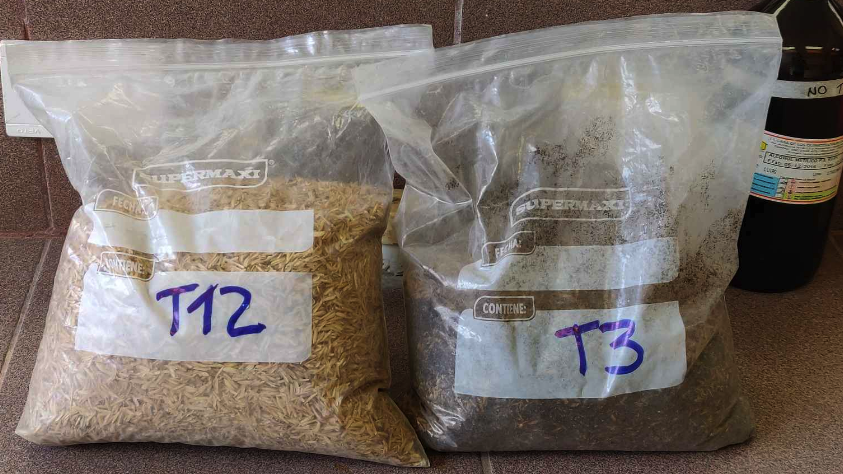 SUPERMAXI
FECHA:
CONTIENE:
T12
SUPERMAXI
FECHA:
CONTIENE:
T3
NO